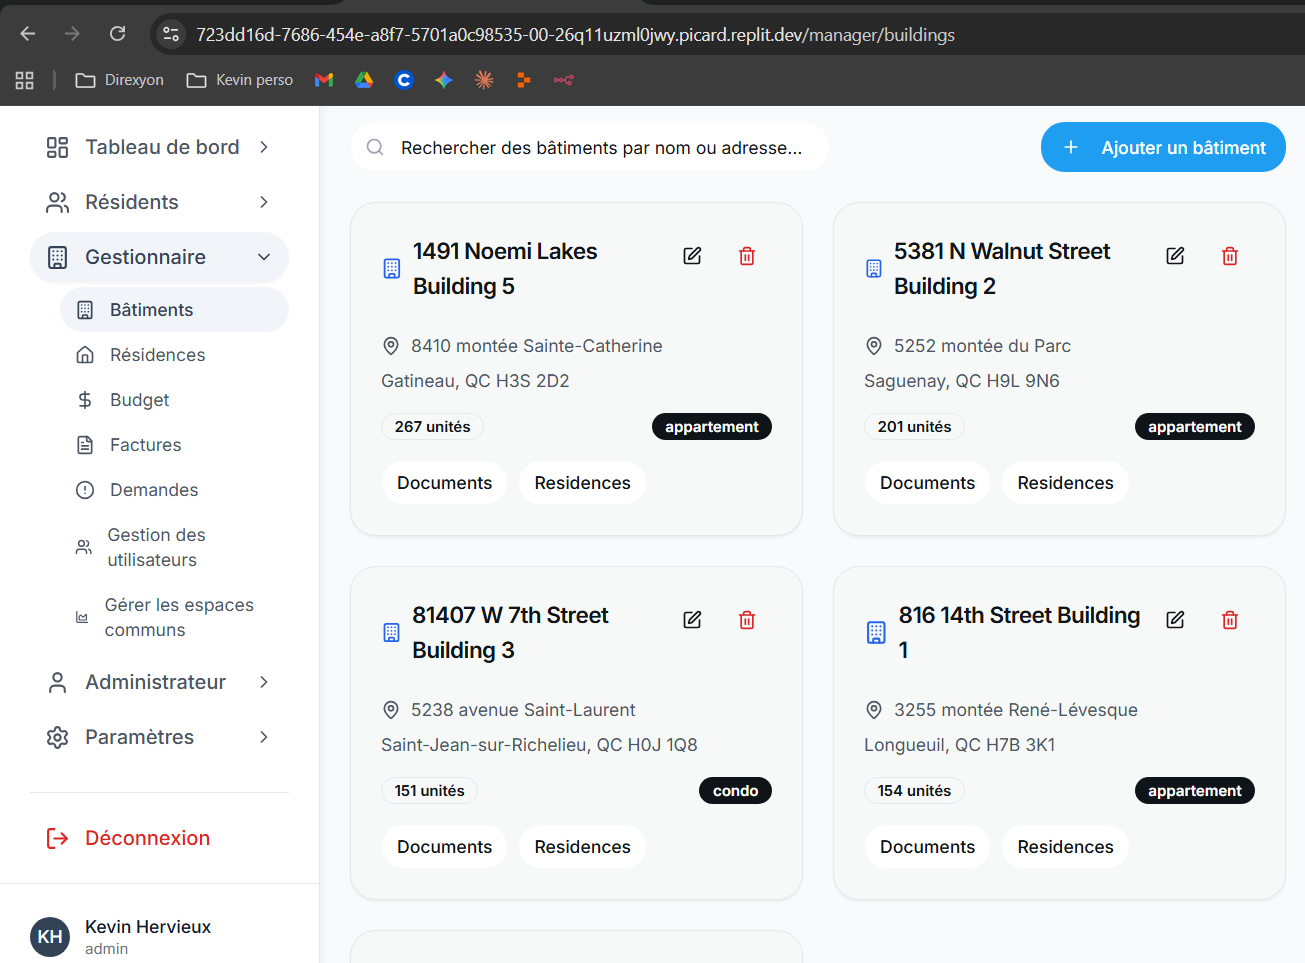 723dd16d-7686-454e-a8f7-5701a0c98535-00-26q11uzml0jwy.picard.replit.dev/manager/buildings
Direxyon
Kevin perso
Tableau de bord
Résidents
Gestionnaire
Bâtiments
Résidences
Budget
Factures
Demandes
Gestion des
utilisateurs
Gérer les espaces
communs
Administrateur
Paramètres
Déconnexion
KH
Kevin Hervieux
admin
Rechercher des bâtiments par nom ou adresse...
Ajouter un bâtiment
1491 Noemi Lakes
Building 5
8410 montée Sainte-Catherine
Gatineau, QC H3S 2D2
267 unités
appartement
Documents
Residences
5381 N Walnut Street
Building 2
5252 montée du Parc
Saguenay, QC H9L 9N6
201 unités
appartement
Documents
Residences
81407 W 7th Street
Building 3
5238 avenue Saint-Laurent
Saint-Jean-sur-Richelieu, QC H0J 1Q8
151 unités
condo
Documents
Residences
816 14th Street Building
1
3255 montée René-Lévesque
Longueuil, QC H7B 3K1
154 unités
appartement
Documents
Residences